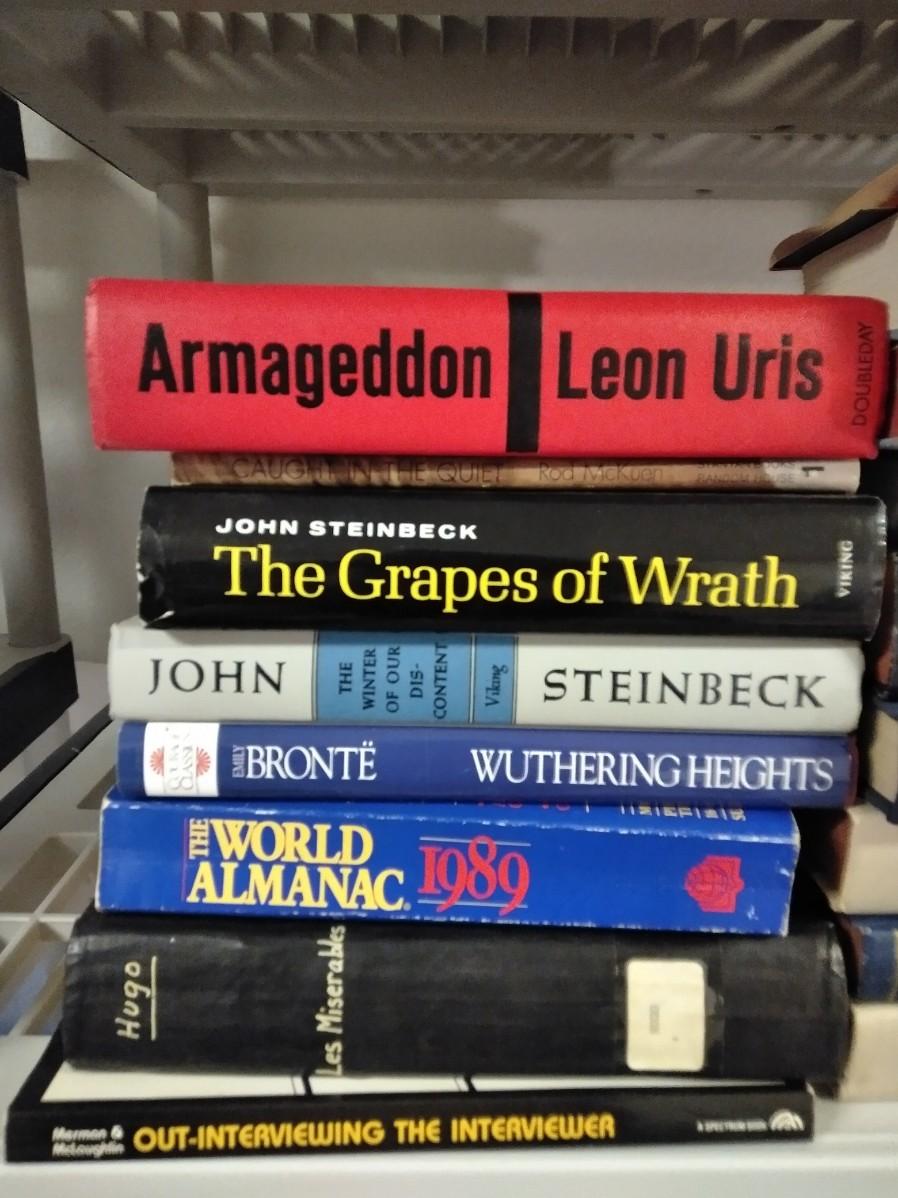 Armageddon Leon Uris DOUBLEDAY
CAUGHT IN THE QUIET Rod McKuen
RANDOM HOUSE
JOHN STEINBECK
The Grapes of Wrath VIKING
JOHN
THE
WINTER
OF OUR
DIS-
CONTENT
Viking
STEINBECK
EMILY BRONTË WUTHERING HEIGHTS
THE WORLD
ALMANAC® 1989
Hugo
Les Miserables
Merman &
McLaughlin
OUT-INTERVIEWING THE INTERVIEWER
A SPECTRUM BOOK